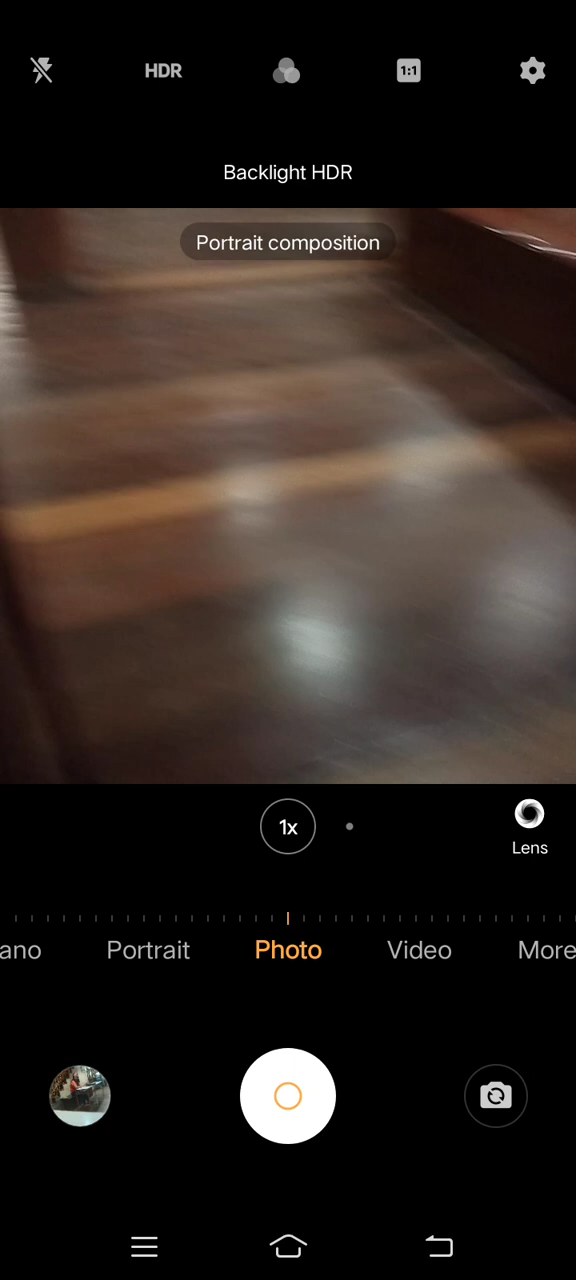 HDR
1:1
Backlight HDR
Portrait composition
1x
Lens
ano
Portrait
Photo
Video
More